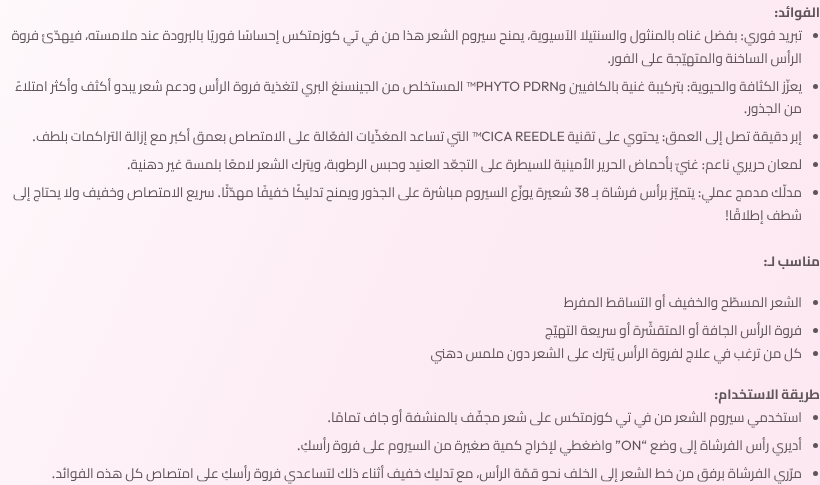 الفوائد:
تبريد فوري: بفضل غناه بالمنثول والسنتيلا الآسيوية، يمنح سيروم الشعر هذا من في تي كوزمتكس إحساسًا فوريًا بالبرودة عند ملامسته، فيهدّئ فروة
الرأس الساخنة والمتهيّجة على الفور.
يعزّز الكثافة والحيوية: بتركيبة غنية بالكافيين وPHYTO PDRN™ المستخلص من الجينسنغ البري لتغذية فروة الرأس ودعم شعر يبدو أكثف وأكثر امتلاءً
من الجذور.
إبر دقيقة تصل إلى العمق: يحتوي على تقنية CICA REEDLE™ التي تساعد المغذّيات الفعّالة على الامتصاص بعمق أكبر مع إزالة التراكمات بلطف.
لمعان حريري ناعم: غنيّ بأحماض الحرير الأمينية للسيطرة على التجعّد العنيد وحبس الرطوبة، ويترك الشعر لامعًا بلمسة غير دهنية.
مدلّك مدمج عملي: يتميّز برأس فرشاة بـ 38 شعيرة يوزّع السيروم مباشرة على الجذور ويمنح تدليكًا خفيفًا مهدّئًا. سريع الامتصاص وخفيف ولا يحتاج إلى
شطف إطلاقًا!
مناسب لـ:
الشعر المسطّح والخفيف أو التساقط المفرط
فروة الرأس الجافة أو المتقشّرة أو سريعة التهيّج
كل من ترغب في علاج لفروة الرأس يُترك على الشعر دون ملمس دهني
طريقة الاستخدام:
استخدمي سيروم الشعر من في تي كوزمتكس على شعر مجفّف بالمنشفة أو جاف تمامًا.
أديري رأس الفرشاة إلى وضع “ON” واضغطي لإخراج كمية صغيرة من السيروم على فروة رأسكِ.
مرّري الفرشاة برفق من خط الشعر إلى الخلف نحو قمّة الرأس، مع تدليك خفيف أثناء ذلك لتساعدي فروة رأسكِ على امتصاص كل هذه الفوائد.